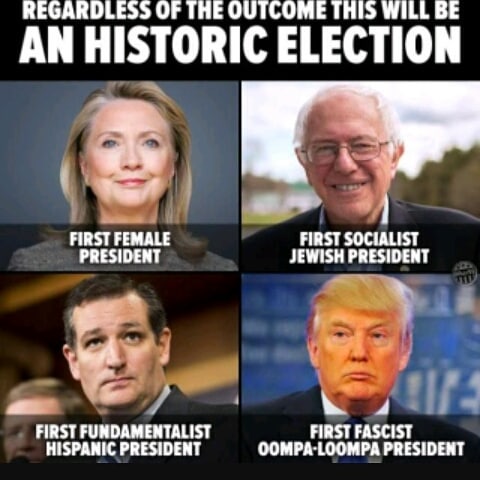 REGARDLESS OF THE OUTCOME THIS WILL BE
AN HISTORIC ELECTION
FIRST FEMALE
PRESIDENT
FIRST SOCIALIST
JEWISH PRESIDENT
FIRST FUNDAMENTALIST
HISPANIC PRESIDENT
FIRST FASCIST
OOMPA-LOOMPA PRESIDENT